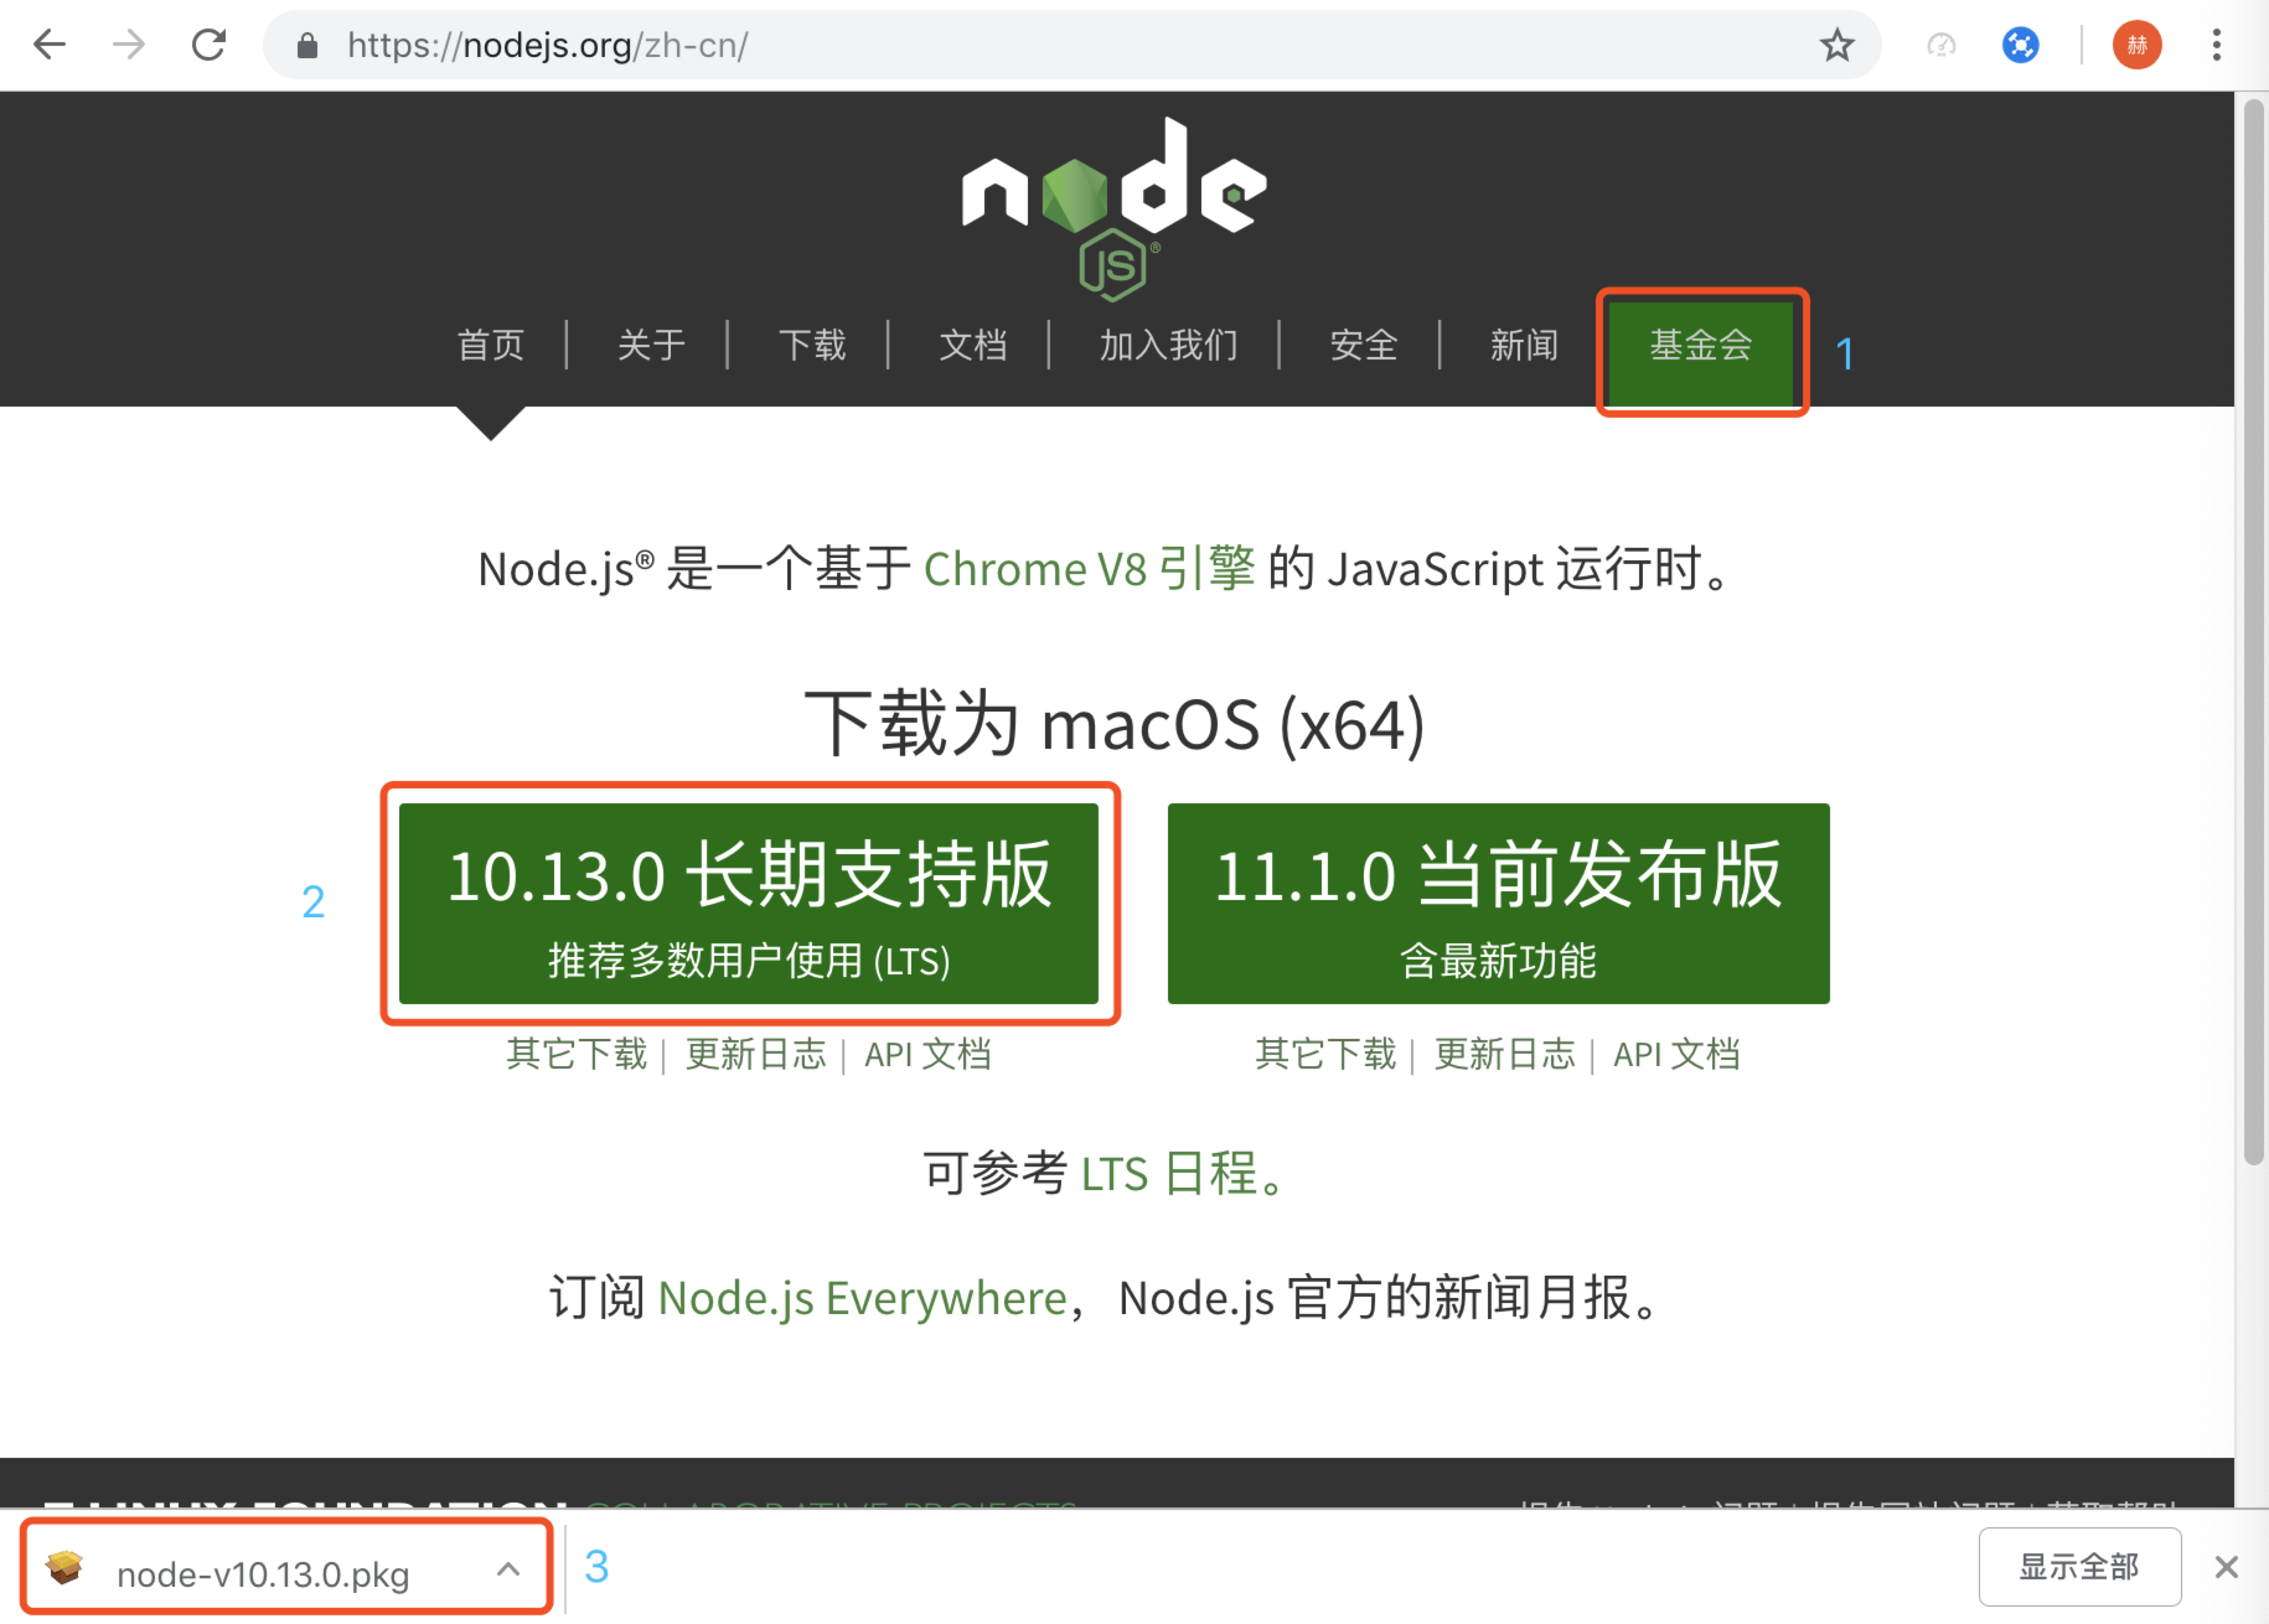 https://nodejs.org/zh-cn/
赫
node
JS®
首页 | 关于 | 下载 | 文档 | 加入我们 | 安全 | 新闻 基金会 1
Node.js® 是一个基于 Chrome V8 引擎 的 JavaScript 运行时。
下载为 macOS (x64)
10.13.0 长期支持版
推荐多数用户使用 (LTS)
2
11.1.0 当前发布版
含最新功能
其它下载 | 更新日志 | API 文档
其它下载 | 更新日志 | API 文档
可参考 LTS 日程。
订阅 Node.js Everywhere，Node.js 官方的新闻月报。
LINUX FOUNDATION COLLABORATIVE PROJECTS
node-v10.13.0.pkg
3
显示全部